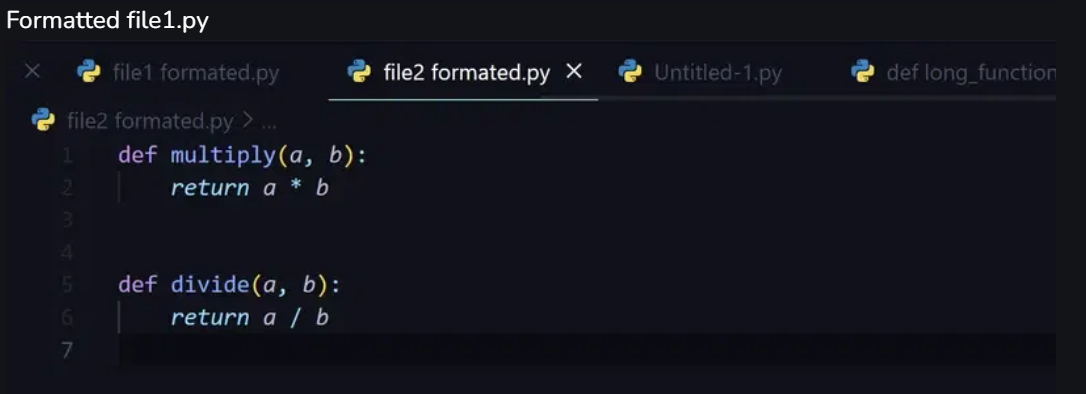 Formatted file1.py
file1 formated.py file2 formated.py Untitled-1.py def long_function
file2 formated.py > ...
1 def multiply(a, b):
2 return a * b
3
4
5 def divide(a, b):
6 return a / b
7